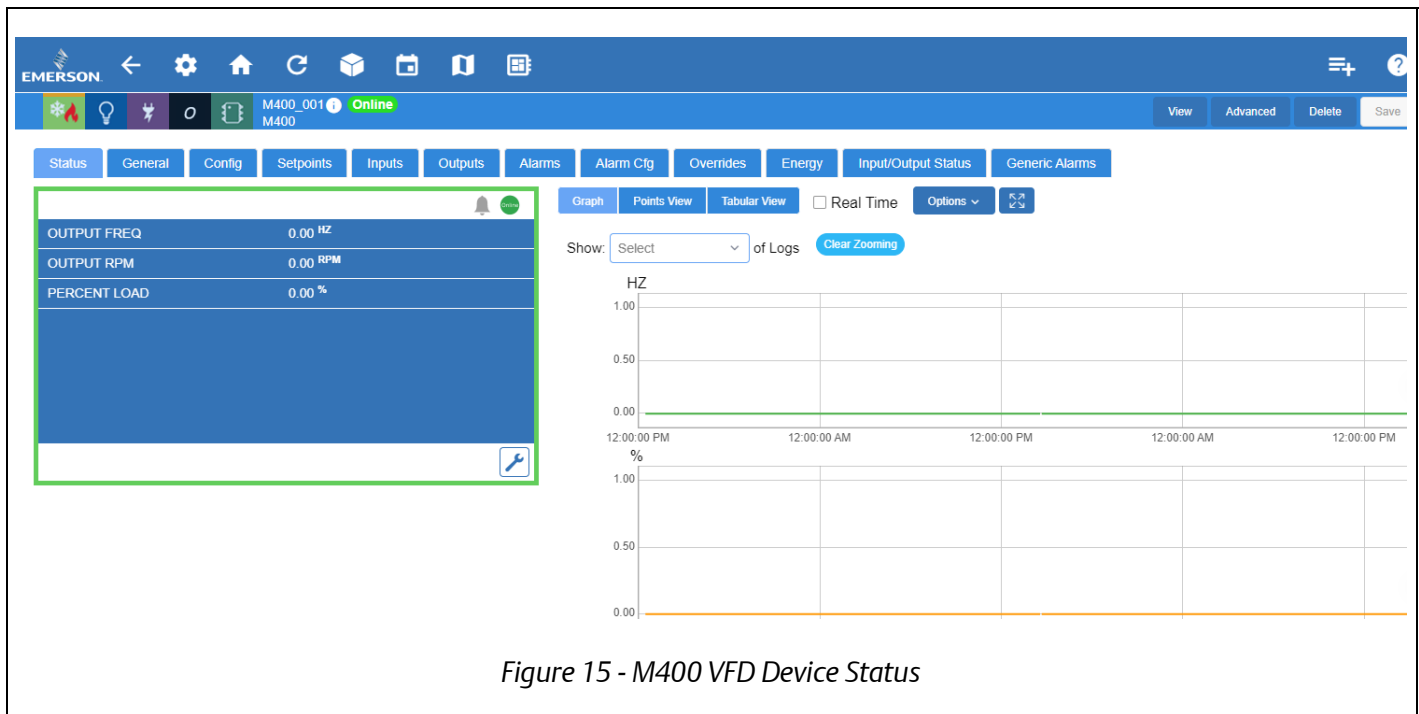 EMERSON.
M400_001 i Online
M400
View Advanced Delete Save
Status General Config Setpoints Inputs Outputs Alarms Alarm Cfg Overrides Energy Input/Output Status Generic Alarms
Online
OUTPUT FREQ 0.00 HZ
OUTPUT RPM 0.00 RPM
PERCENT LOAD 0.00 %
Graph Points View Tabular View Real Time Options
Show: Select of Logs Clear Zooming
HZ
1.00
0.50
0.00
12:00:00 PM 12:00:00 AM 12:00:00 PM 12:00:00 AM 12:00:00 PM
%
1.00
0.50
0.00
Figure 15 - M400 VFD Device Status